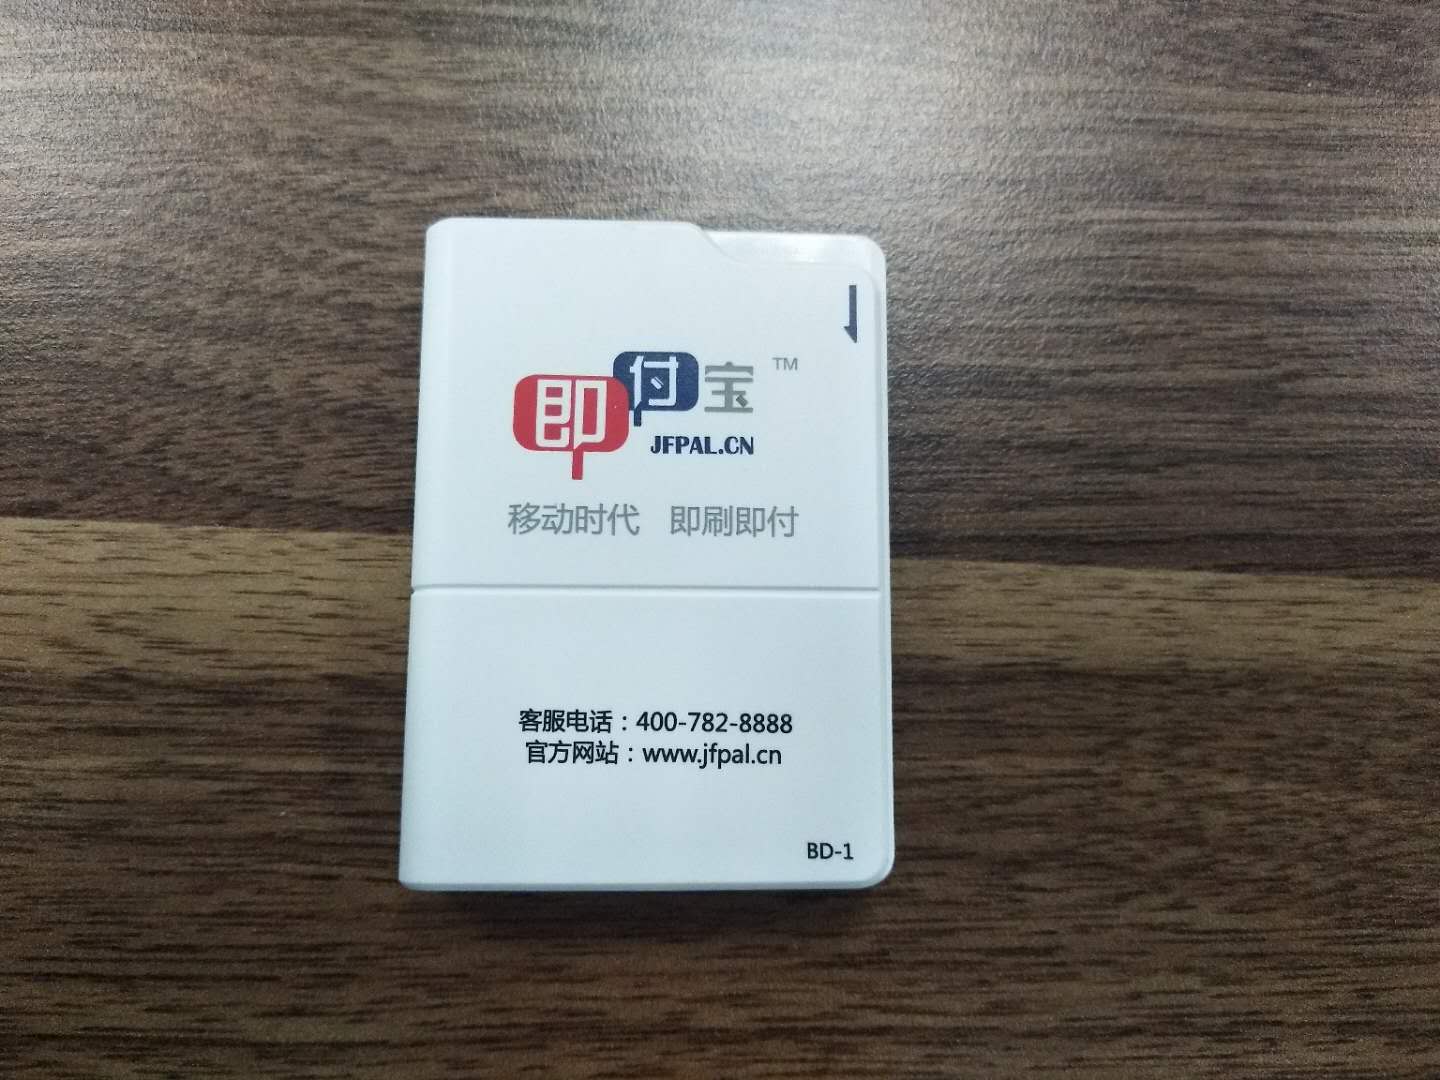 即付宝™
JFPAL.CN
移动时代 即刷即付
客服电话：400-782-8888
官方网站：www.jfpal.cn
BD-1